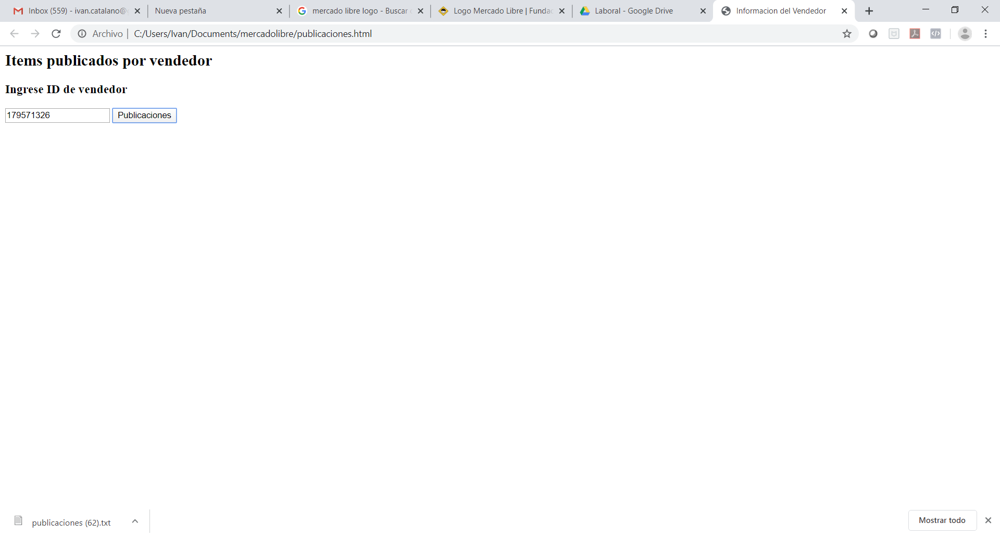 Inbox (559) - ivan.catalano@
Nueva pestaña
mercado libre logo - Buscar
Logo Mercado Libre | Fundac
Laboral - Google Drive
Informacion del Vendedor
Archivo | C:/Users/Ivan/Documents/mercadolibre/publicaciones.html
Items publicados por vendedor
Ingrese ID de vendedor
179571326 Publicaciones
publicaciones (62).txt
Mostrar todo